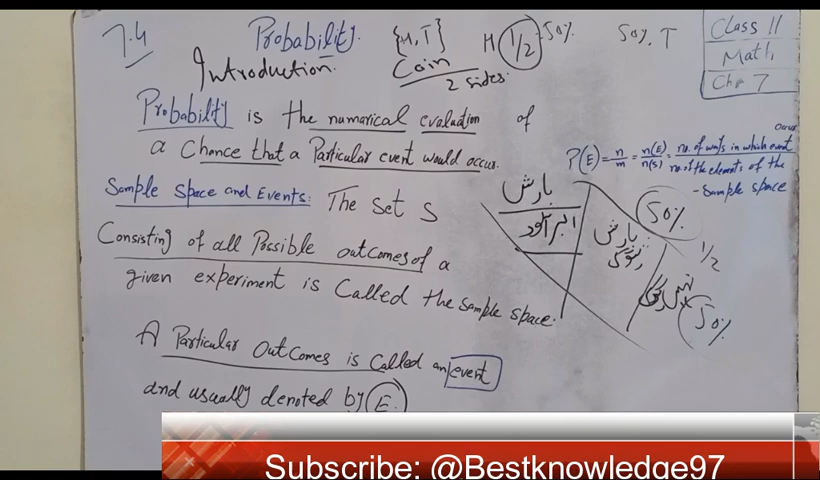 7.4
Probability.
Introduction.
{H,T}
Coin
2 sides.
H 1/2 50%
50% T
Class 11
Math
Chp 7
Probability is the numerical evaluation of
a Chance that a Particular event would occur.
P(E) = n/m = n(E)/n(S) = no. of ways in which event occur / no. of the elements of the sample space
Sample Space and Events: The Set S
Consisting of all Possible outcomes of a
given experiment is Called the sample space.
بارش
ابر آلود
بارش
50%
1/2
نہیں
50%
A Particular Outcomes is Called an event
and usually denoted by E.
Subscribe: @Bestknowledge97